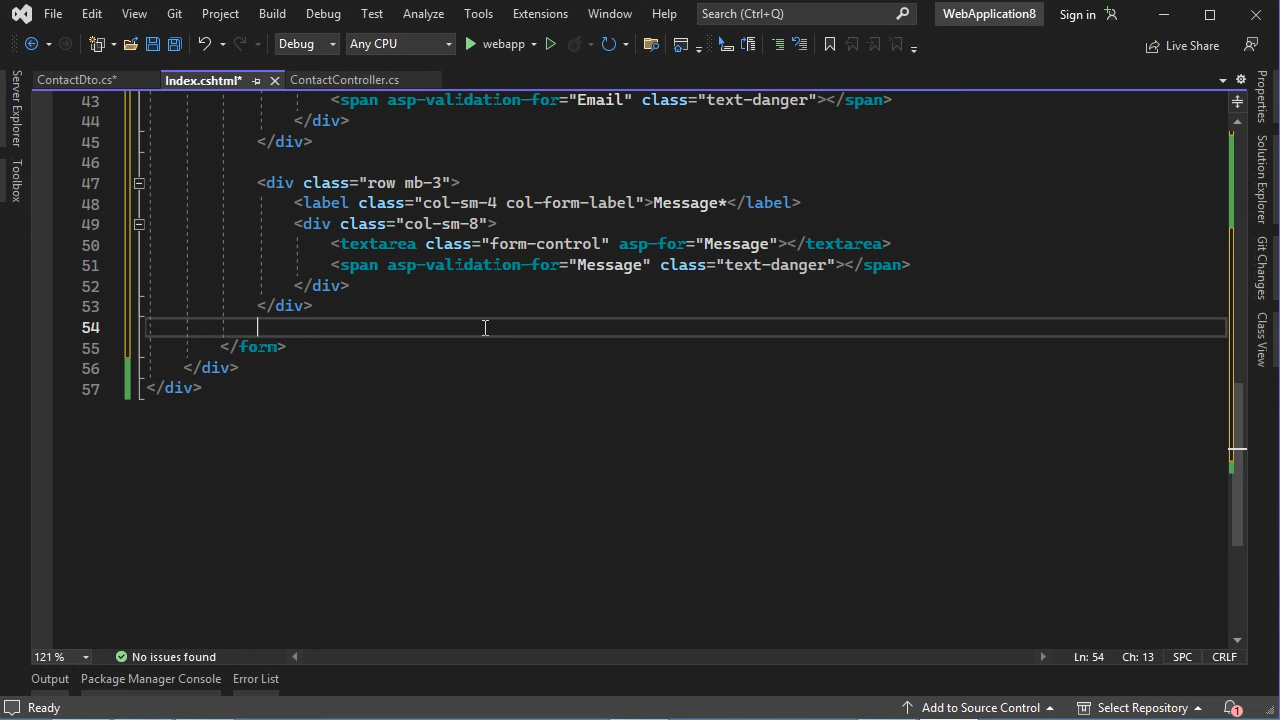 File Edit View Git Project Build Debug Test Analyze Tools Extensions Window Help Search (Ctrl+Q) WebApplication8 Sign in
Debug Any CPU webapp Live Share
ContactDto.cs* Index.cshtml* ContactController.cs
Server Explorer
Toolbox
43 <span asp-validation-for="Email" class="text-danger"></span>
44 </div>
45 </div>
46
47 <div class="row mb-3">
48 <label class="col-sm-4 col-form-label">Message*</label>
49 <div class="col-sm-8">
50 <textarea class="form-control" asp-for="Message"></textarea>
51 <span asp-validation-for="Message" class="text-danger"></span>
52 </div>
53 </div>
54
55 </form>
56 </div>
57 </div>
Properties
Solution Explorer
Git Changes
Class View
121 % No issues found Ln: 54 Ch: 13 SPC CRLF
Output Package Manager Console Error List
Ready Add to Source Control Select Repository 1